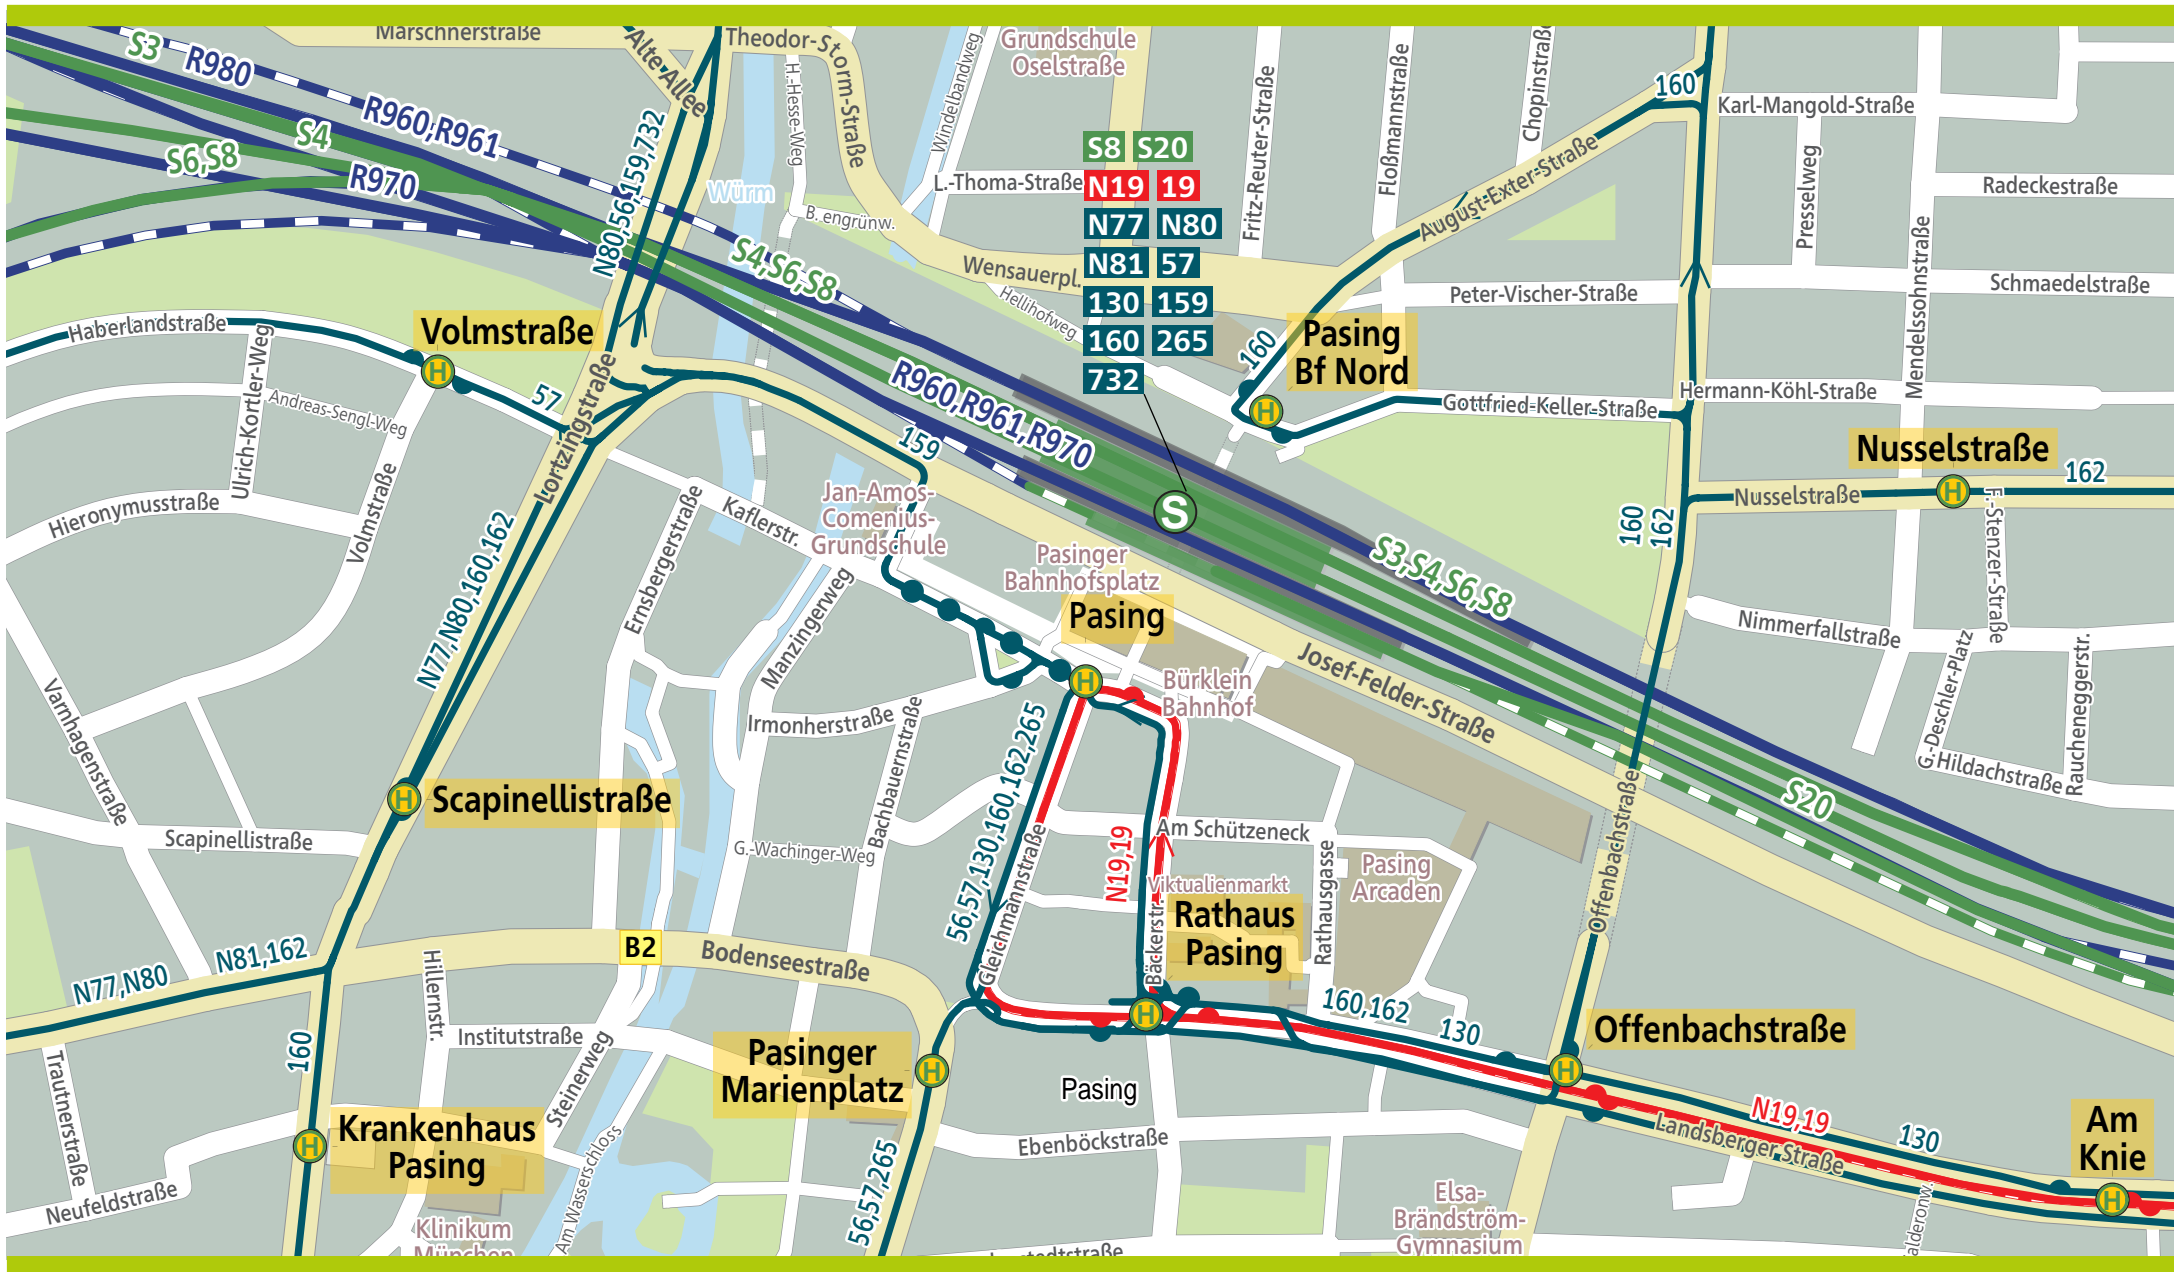 Marschnerstraße
Alte Allee
Theodor-Storm-Straße
H.-Hesse-Weg
Windelbandweg
Grundschule
Oselstraße
Fritz-Reuter-Straße
Floßmannstraße
Chopinstraße
160
Karl-Mangold-Straße
S3
R980
R960,R961
S4
S6,S8
R970
N80,56,159,732
Würm
B. engrünw.
L.-Thoma-Straße
S8 S20
N19 19
N77 N80
N81 57
130 159
160 265
732
August-Exter-Straße
Presselweg
Mendelssohnstraße
Radeckestraße
Schmaedelstraße
Peter-Vischer-Straße
Wensauerpl.
Hellihofweg
S4,S6,S8
Haberlandstraße
Volmstraße
Ulrich-Kortler-Weg
Andreas-Sengl-Weg
57
Lortzingstraße
160
Pasing
Bf Nord
H
H
R960,R961,R970
159
Gottfried-Keller-Straße
Hermann-Köhl-Straße
Nusselstraße
162
H
Nusselstraße
F.-Stenzer-Straße
160
162
Hieronymusstraße
Volmstraße
N77,N80,160,162
Ernsbergerstraße
Kaflerstr.
Jan-Amos-
Comenius-
Grundschule
S
Pasinger
Bahnhofsplatz
Pasing
H
S3,S4,S6,S8
Manzingerweg
Nimmerfallstraße
G.-Deschler-Platz
Raucheneggerstr.
Hildachstraße
Varnhagenstraße
Irmonherstraße
Bachbauernstraße
Bürklein
Bahnhof
Josef-Felder-Straße
S20
H
Scapinellistraße
Scapinellistraße
G.-Wachinger-Weg
56,57,130,160,162,265
Gleichmannstraße
N19,19
Am Schützeneck
Viktualienmarkt
Bäckerstr.
Rathausgasse
Pasing
Arcaden
Offenbachstraße
Rathaus
Pasing
H
B2
Bodenseestraße
N77,N80
N81,162
Hillernstr.
160
Institutstraße
Steinerweg
Pasinger
Marienplatz
H
160,162
130
Offenbachstraße
H
Pasing
Trautnerstraße
Krankenhaus
Pasing
H
Neufeldstraße
Am Wasserschloss
Klinikum
München
56,57,265
Ebenböckstraße
N19,19
130
Landsberger Straße
Am
Knie
H
Elsa-
Brändström-
Gymnasium